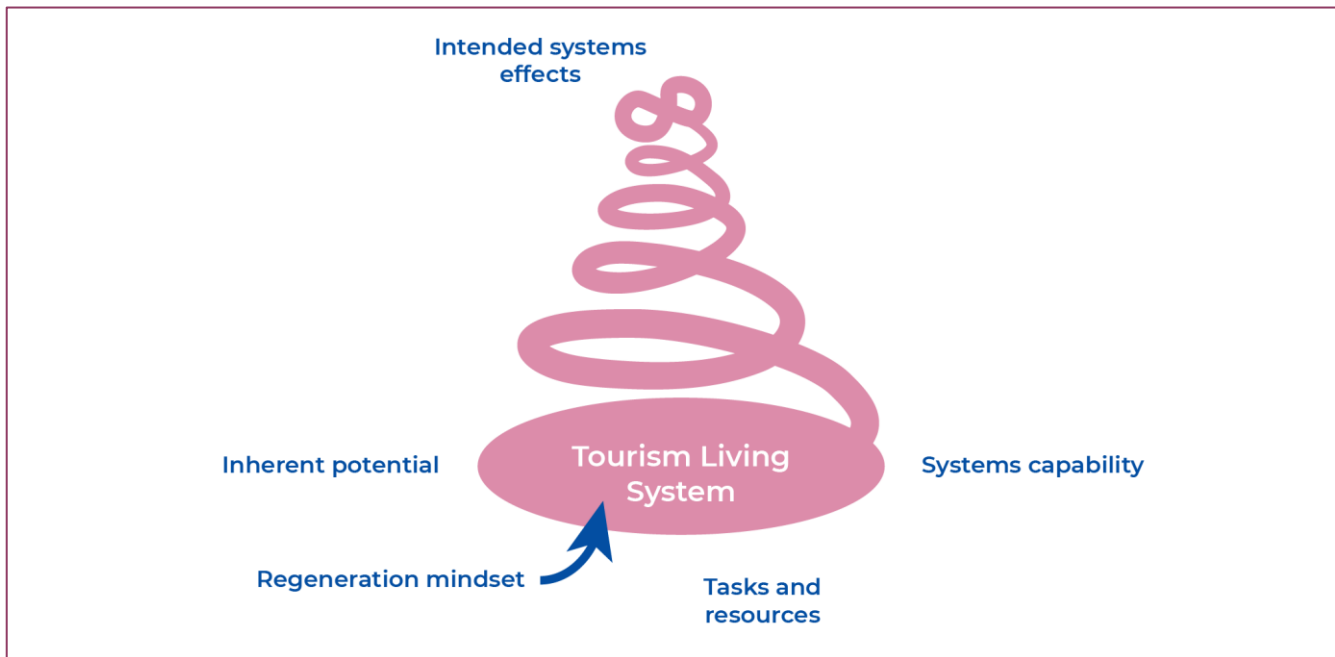 Intended systems
effects
Inherent potential
Tourism Living
System
Systems capability
Regeneration mindset
Tasks and
resources